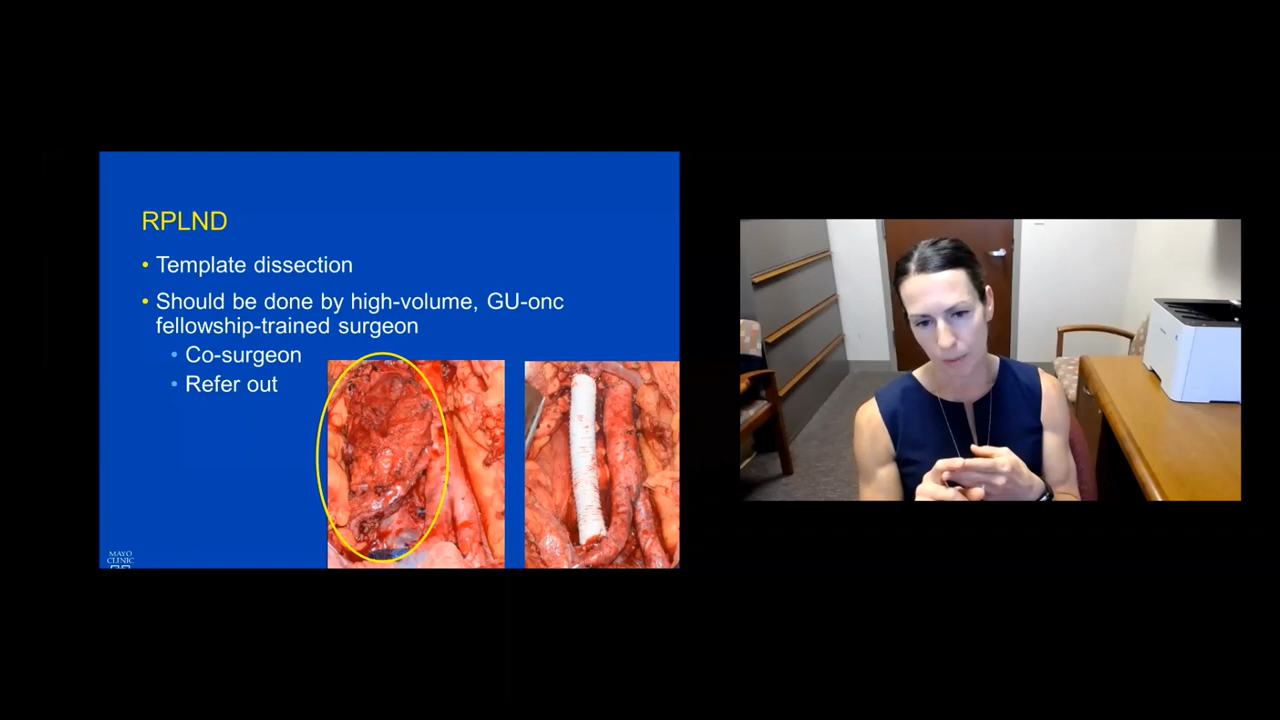 RPLND
• Template dissection
• Should be done by high-volume, GU-onc
fellowship-trained surgeon
• Co-surgeon
• Refer out
MAYO
CLINIC